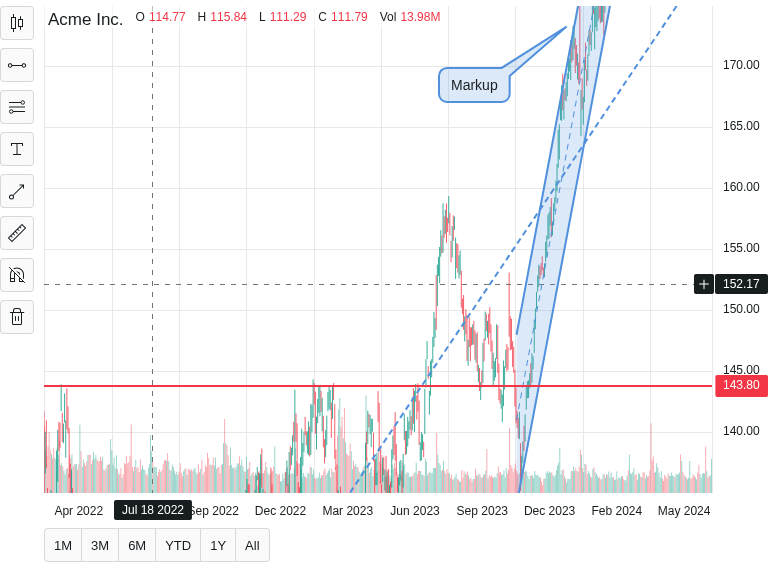 Acme Inc. O 114.77 H 115.84 L 111.29 C 111.79 Vol 13.98M
Markup
170.00
165.00
160.00
155.00
152.17
150.00
145.00
143.80
140.00
Apr 2022 Jul 18 2022 Sep 2022 Dec 2022 Mar 2023 Jun 2023 Sep 2023 Dec 2023 Feb 2024 May 2024
1M 3M 6M YTD 1Y All